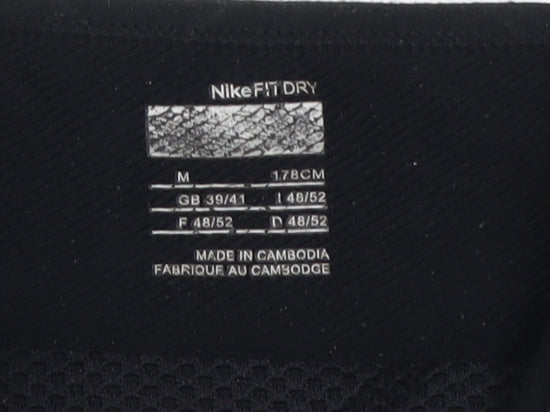 NikeFIT DRY
M 178CM
GB 39/41 I 48/52
F 48/52 D 48/52
MADE IN CAMBODIA
FABRIQUE AU CAMBODGE